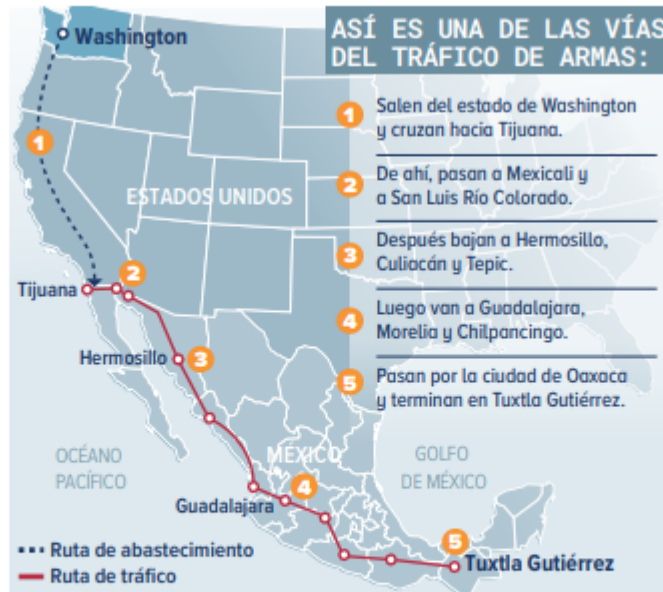 ASÍ ES UNA DE LAS VÍAS
DEL TRÁFICO DE ARMAS:
Washington
1
Salen del estado de Washington
y cruzan hacia Tijuana.
2
De ahí, pasan a Mexicali y
a San Luis Río Colorado.
3
Después bajan a Hermosillo,
Culiacán y Tepic.
4
Luego van a Guadalajara,
Morelia y Chilpancingo.
5
Pasan por la ciudad de Oaxaca
y terminan en Tuxtla Gutiérrez.
1
ESTADOS UNIDOS
2
Tijuana
Hermosillo
3
OCÉANO
PACÍFICO
MÉXICO
GOLFO
DE MÉXICO
4
Guadalajara
5
Tuxtla Gutiérrez
Ruta de abastecimiento
Ruta de tráfico